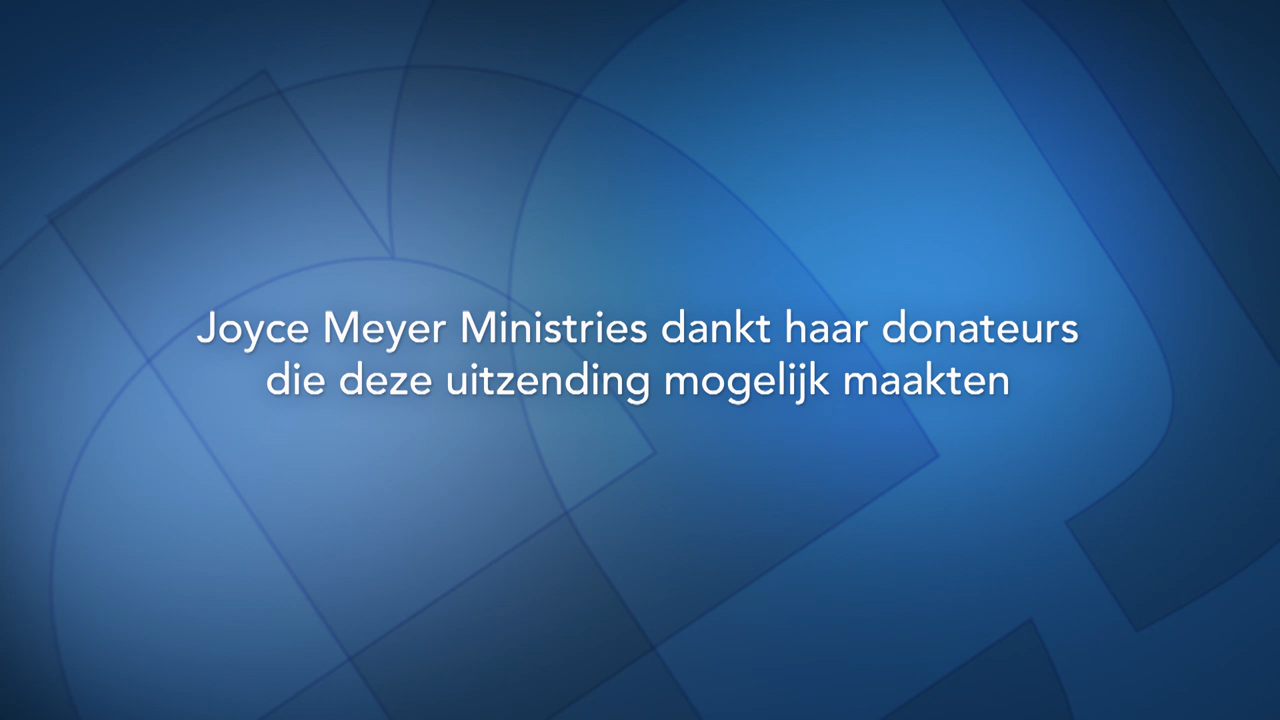 Joyce Meyer Ministries dankt haar donateurs
die deze uitzending mogelijk maakten